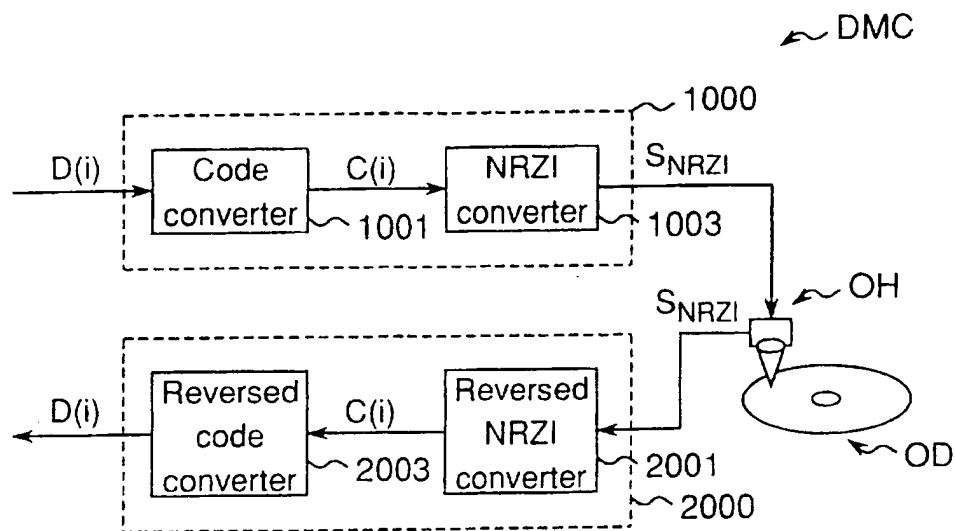 DMC
1000
D(i)
Code
converter
1001
C(i)
NRZI
converter
1003
S_NRZI
OH
S_NRZI
D(i)
Reversed
code
converter
2003
C(i)
Reversed
NRZI
converter
2001
2000
OD